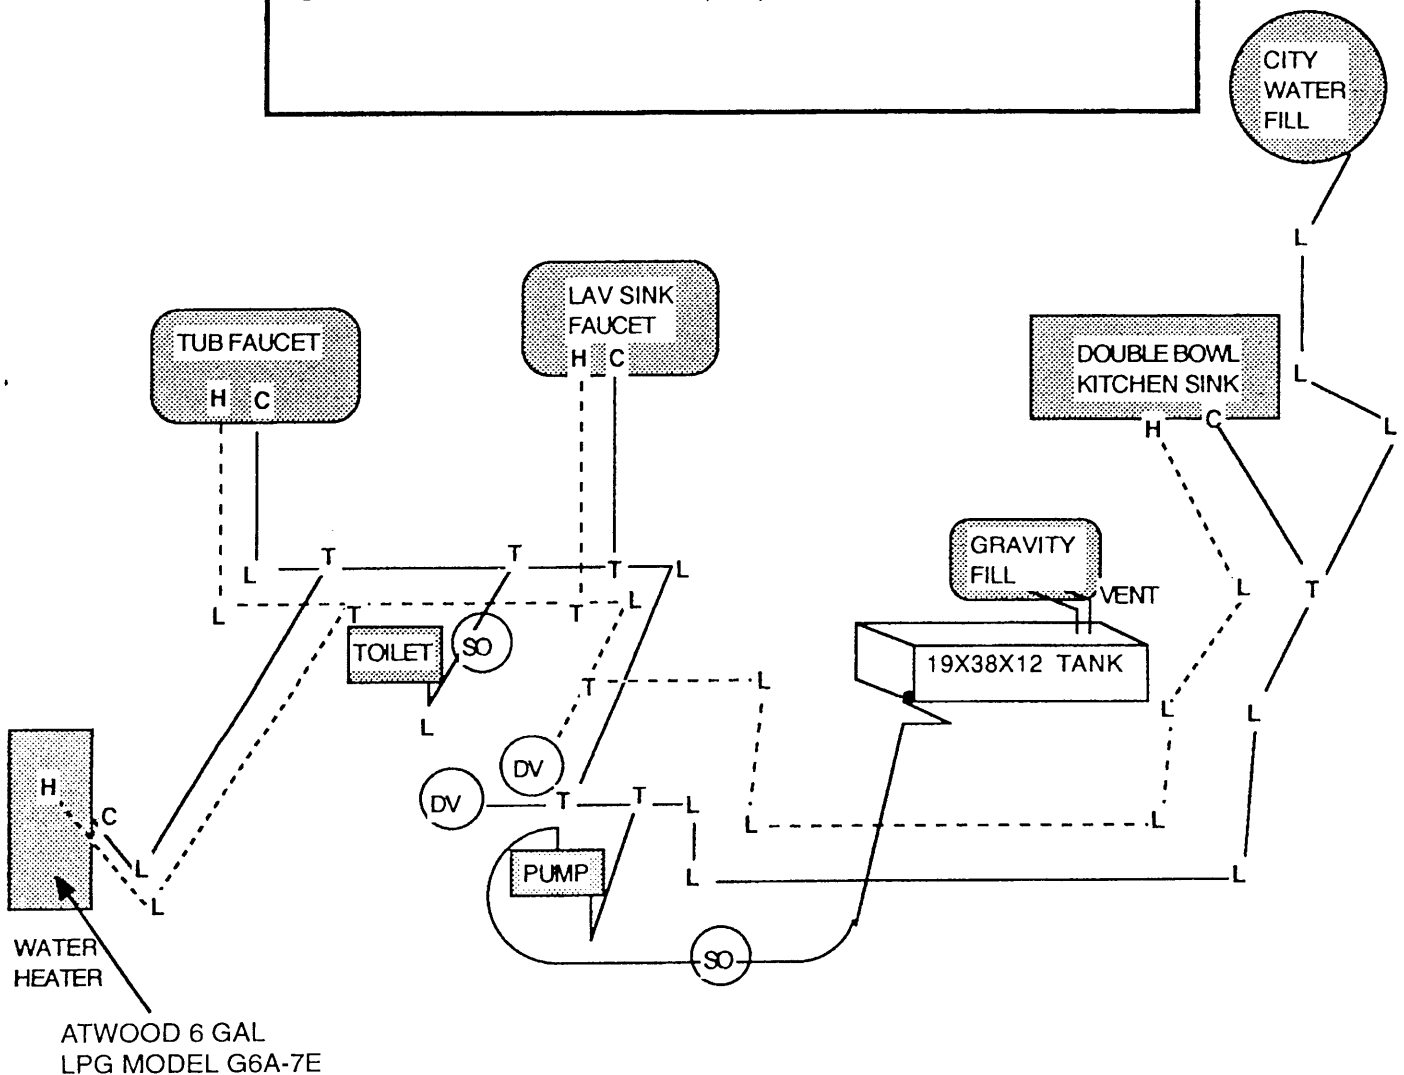 CITY
WATER
FILL
L
LAV SINK
FAUCET
H C
TUB FAUCET
H C
DOUBLE BOWL
KITCHEN SINK
H C
L
L
GRAVITY
FILL
VENT
T
T
T
L
L
L
T
L
T
L
T
TOILET
SO
19X38X12 TANK
T
L
L
L
L
DV
H
DV
T
T
L
C
L
L
L
PUMP
L
L
L
WATER
HEATER
SO
ATWOOD 6 GAL
LPG MODEL G6A-7E